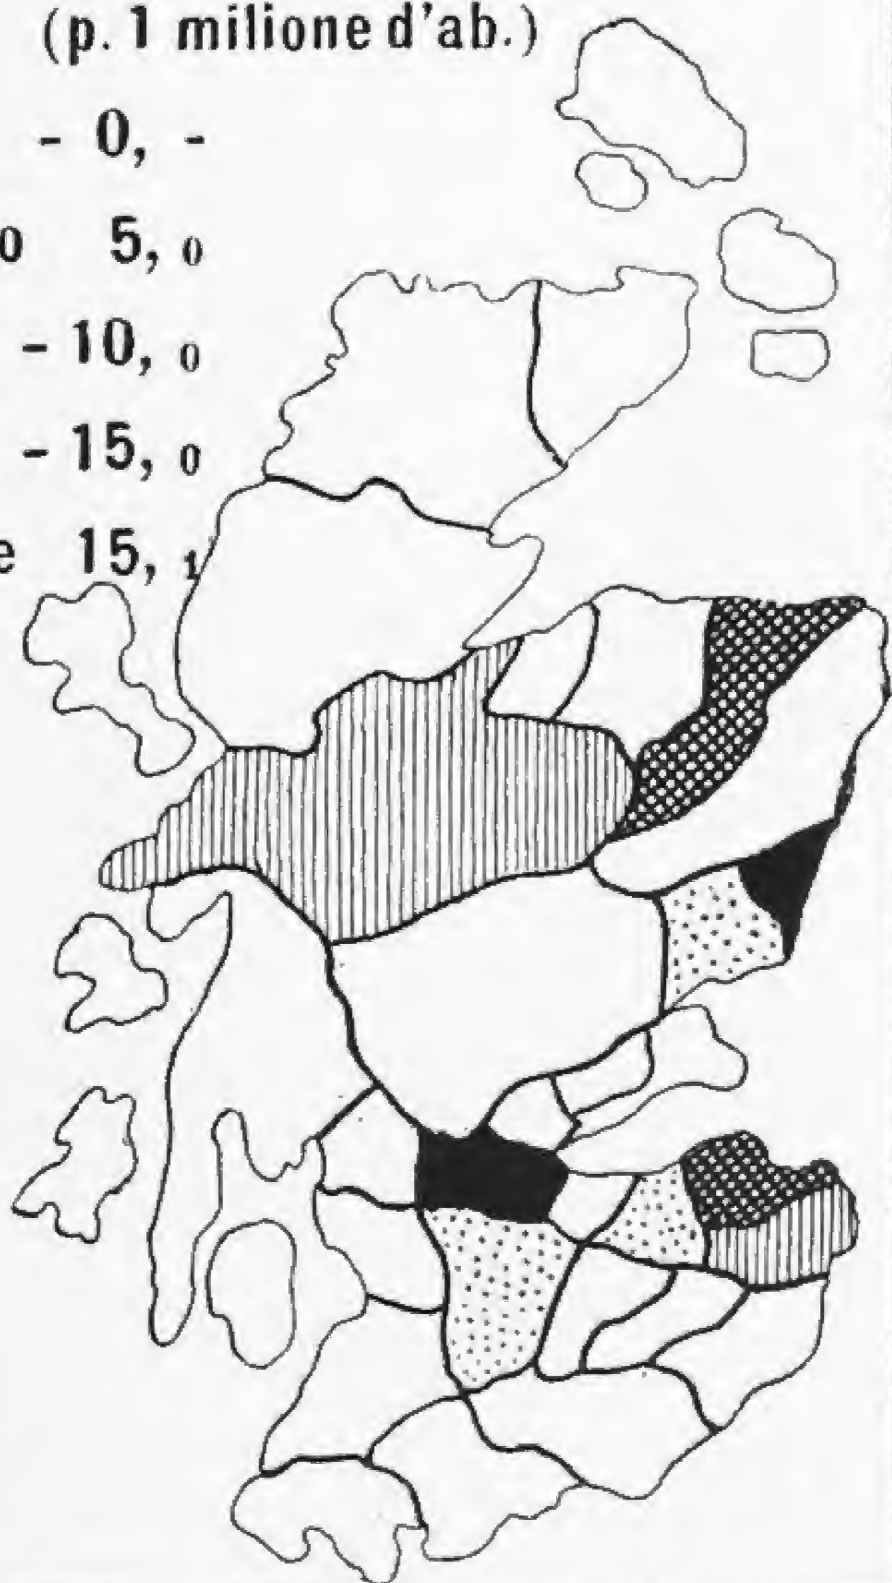 (p. 1 milione d'ab.)
- 0, -
o 5, 0
- 10, 0
- 15, 0
e 15, 1